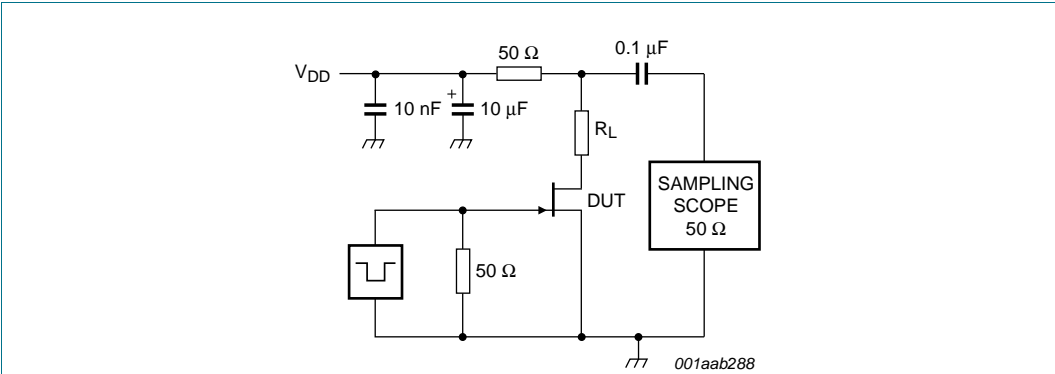 50 Ω
0.1 μF
V_DD
+
10 nF
10 μF
R_L
DUT
SAMPLING
SCOPE
50 Ω
50 Ω
001aab288